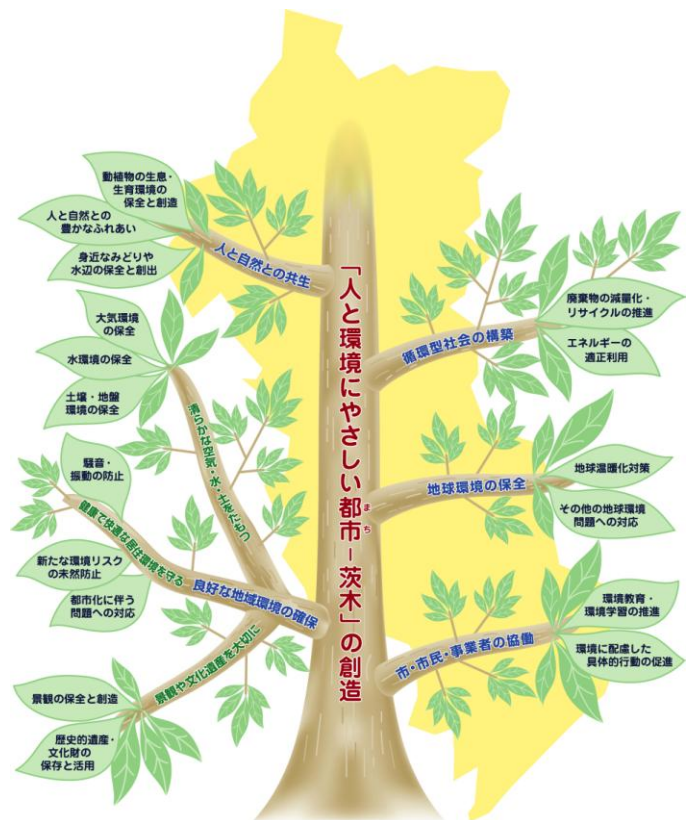 「人と環境にやさしい都市－茨木」の創造
まち
動植物の生息・
生育環境の
保全と創造
人と自然との
豊かなふれあい
身近なみどりや
水辺の保全と創出
人と自然との共生
大気環境
の保全
水環境の保全
土壌・地盤
環境の保全
清らかな空気・水・土をたもつ
騒音・
振動の防止
健康で快適な居住環境を守る
新たな環境リスク
の未然防止
都市化に伴う
問題への対応
良好な地域環境の確保
景観や文化遺産を大切に
景観の保全と創造
歴史的遺産・
文化財の
保存と活用
循環型社会の構築
廃棄物の減量化・
リサイクルの推進
エネルギーの
適正利用
地球環境の保全
地球温暖化対策
その他の地球環境
問題への対応
市・市民・事業者の協働
環境教育・
環境学習の推進
環境に配慮した
具体的行動の促進